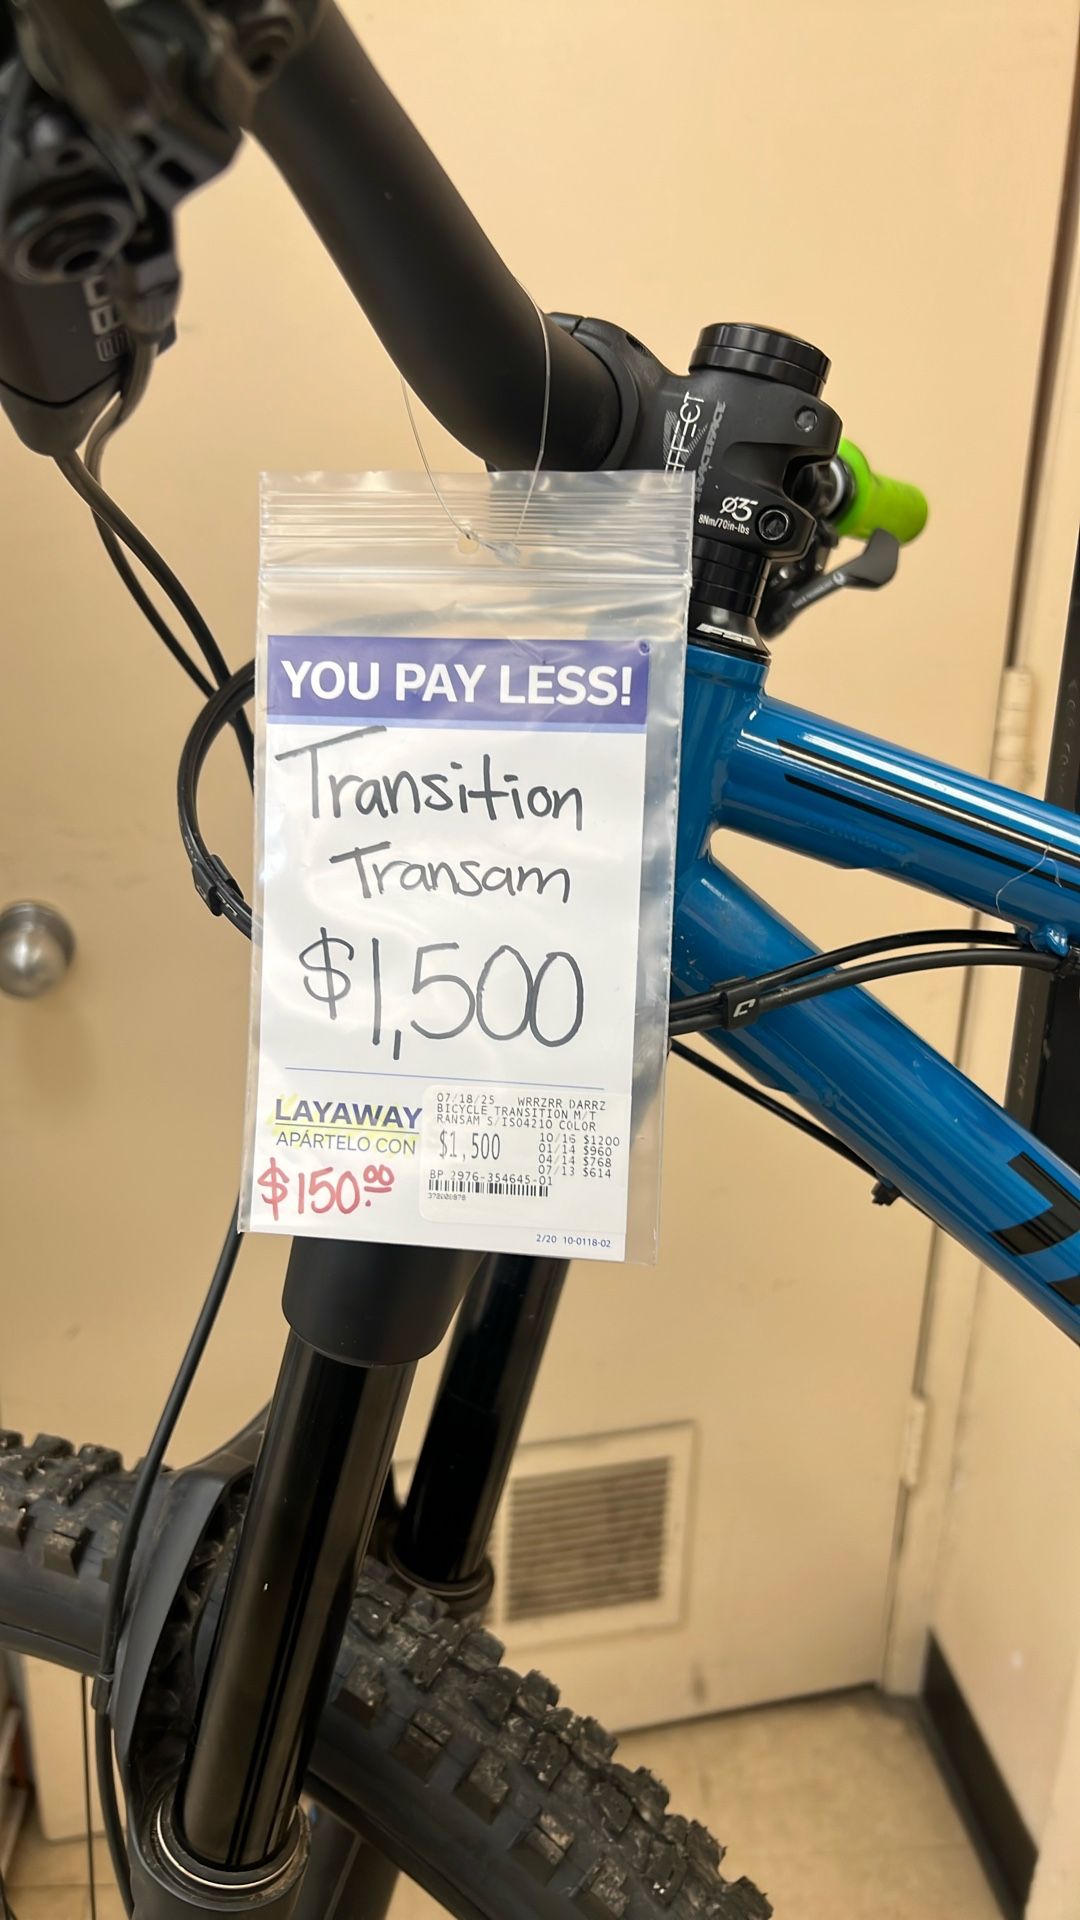 EFFECT
RACEFACE
Ø35
8Nm/70in-lbs
FSA
YOU PAY LESS!
Transition
Transam
$1,500
LAYAWAY
APÁRTELO CON
$150.00
07/18/25 WRRZRR DARRZ
BICYCLE TRANSITION M/T
RANSAM S/ISO4210 COLOR
$1,500
10/16 $1200
01/14 $960
04/14 $768
07/13 $614
BP 2976-354645-01
2/20 10-0118-02